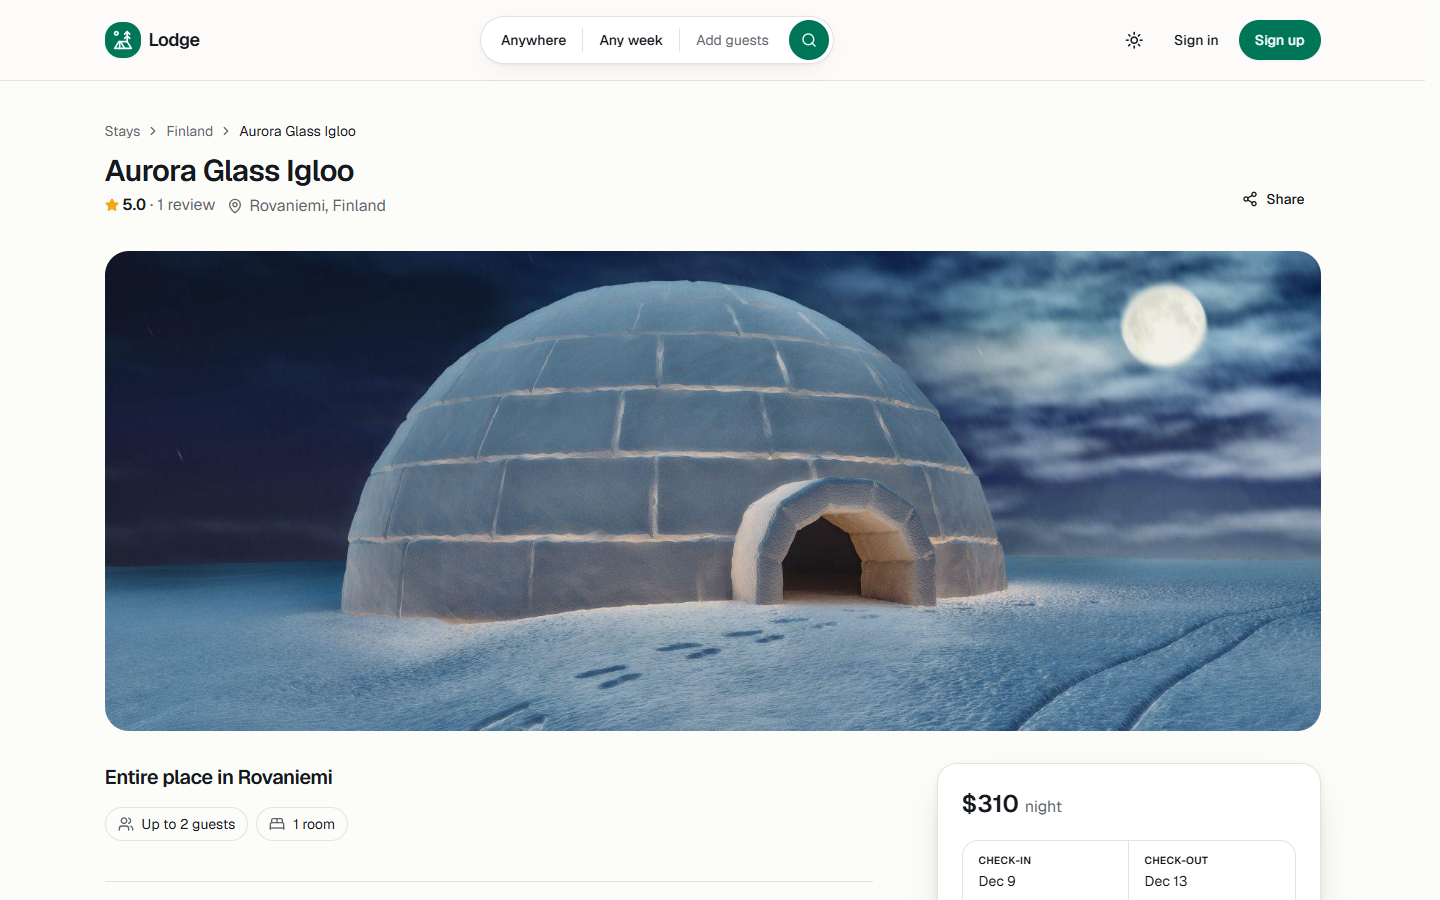 Lodge
Anywhere
Any week
Add guests
Sign in
Sign up
Stays > Finland > Aurora Glass Igloo
Aurora Glass Igloo
5.0 · 1 review Rovaniemi, Finland
Share
Entire place in Rovaniemi
Up to 2 guests
1 room
$310 night
CHECK-IN
Dec 9
CHECK-OUT
Dec 13